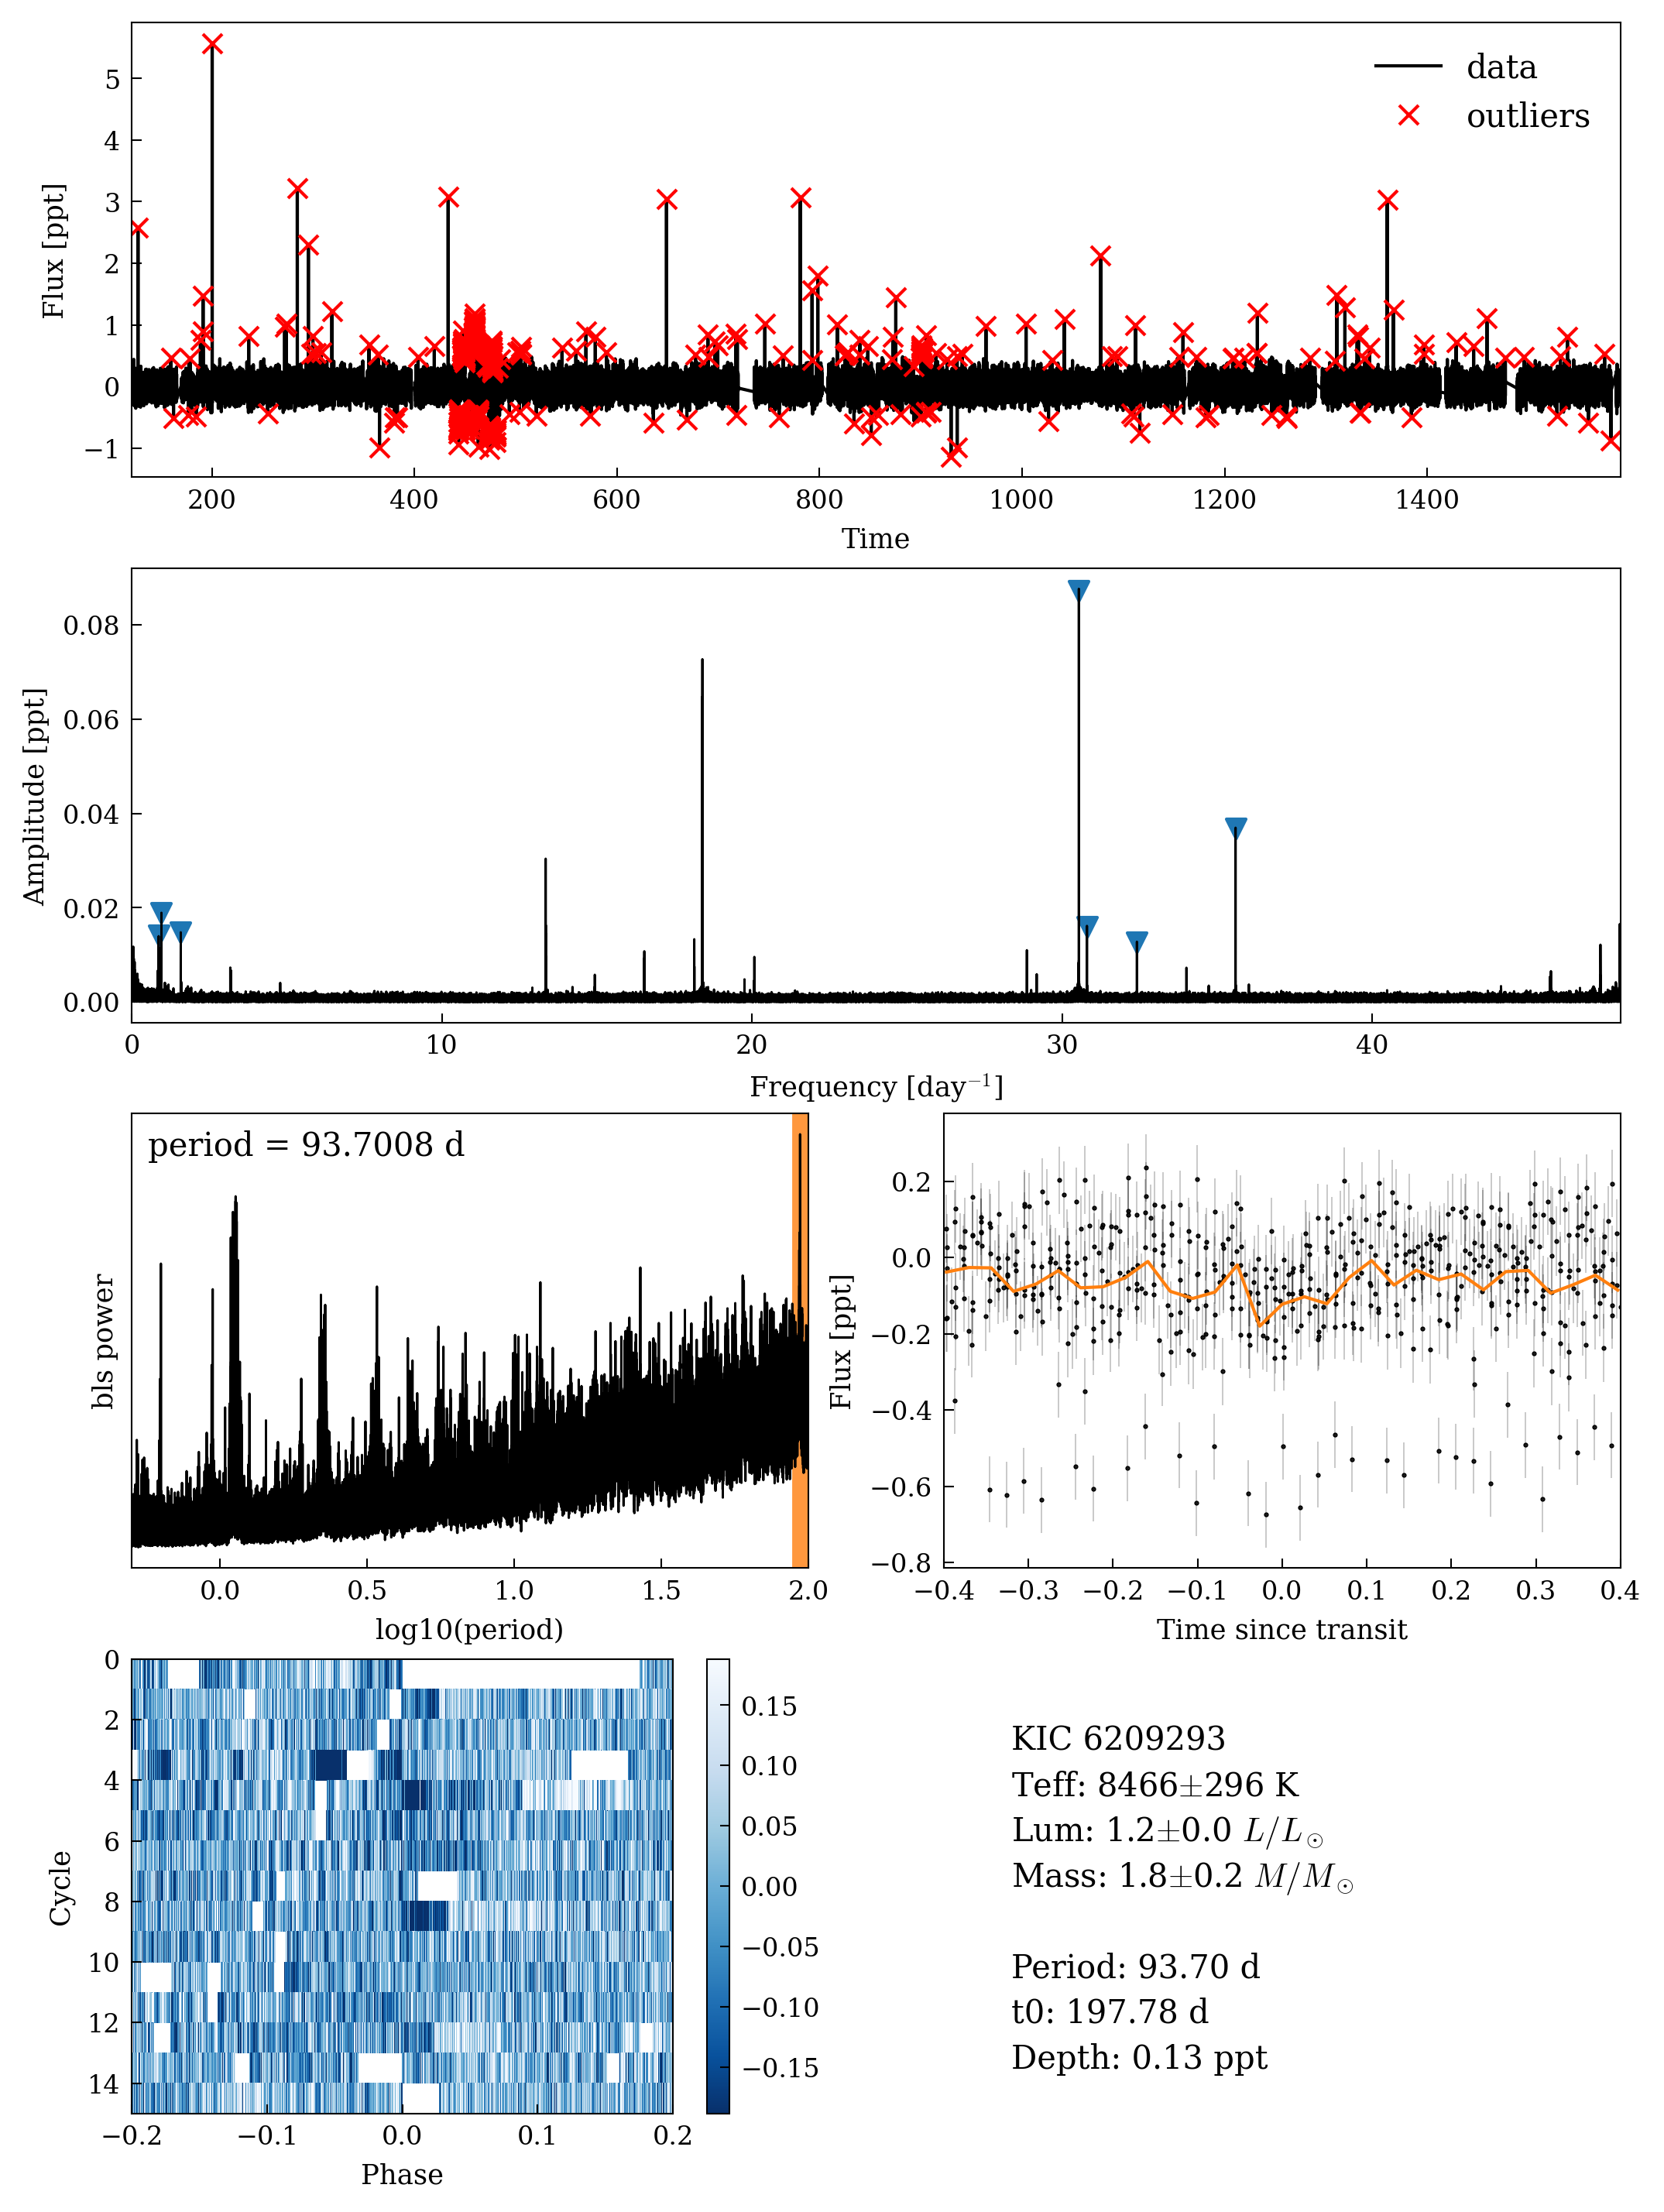 data
outliers
5
4
3
2
1
0
−1
Flux [ppt]
200 400 600 800 1000 1200 1400
Time
0.08
0.06
0.04
0.02
0.00
Amplitude [ppt]
0 10 20 30 40
Frequency [day⁻¹]
period = 93.7008 d
bls power
0.0 0.5 1.0 1.5 2.0
log10(period)
0.2
0.0
−0.2
−0.4
−0.6
−0.8
Flux [ppt]
−0.4 −0.3 −0.2 −0.1 0.0 0.1 0.2 0.3 0.4
Time since transit
0
2
4
6
8
10
12
14
Cycle
−0.2 −0.1 0.0 0.1 0.2
Phase
0.15
0.10
0.05
0.00
−0.05
−0.10
−0.15
KIC 6209293
Teff: 8466±296 K
Lum: 1.2±0.0 L/L⊙
Mass: 1.8±0.2 M/M⊙
Period: 93.70 d
t0: 197.78 d
Depth: 0.13 ppt